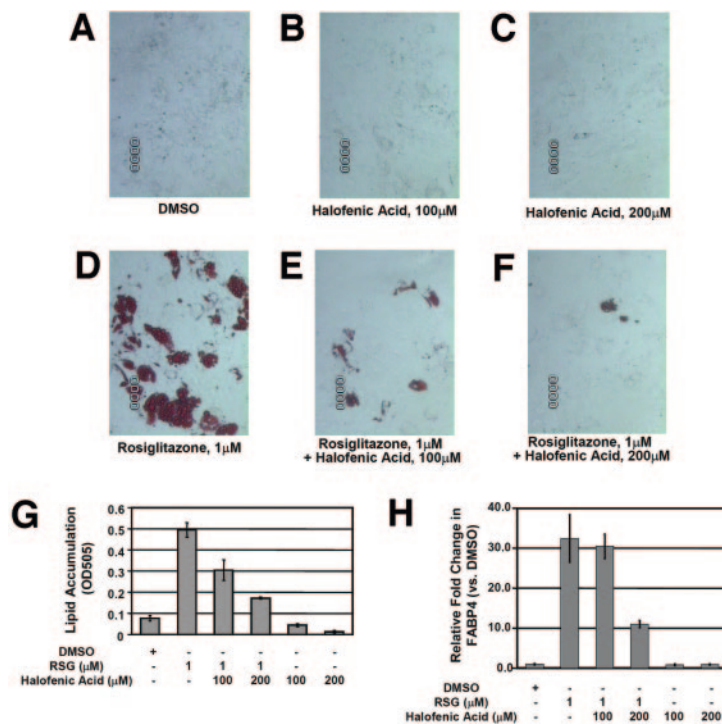 A
B
C
DMSO
Halofenic Acid, 100µM
Halofenic Acid, 200µM
D
E
F
Rosiglitazone, 1µM
Rosiglitazone, 1µM
+ Halofenic Acid, 100µM
Rosiglitazone, 1µM
+ Halofenic Acid, 200µM
G
Lipid Accumulation
(OD505)
0.6
0.5
0.4
0.3
0.2
0.1
0
DMSO + - - - - -
RSG (µM) - 1 1 1 - -
Halofenic Acid (µM) - - 100 200 100 200
H
Relative Fold Change in
FABP4 (vs. DMSO)
40.0
30.0
20.0
10.0
0.0
DMSO + - - - - -
RSG (µM) - 1 1 1 - -
Halofenic Acid (µM) - - 100 200 100 200